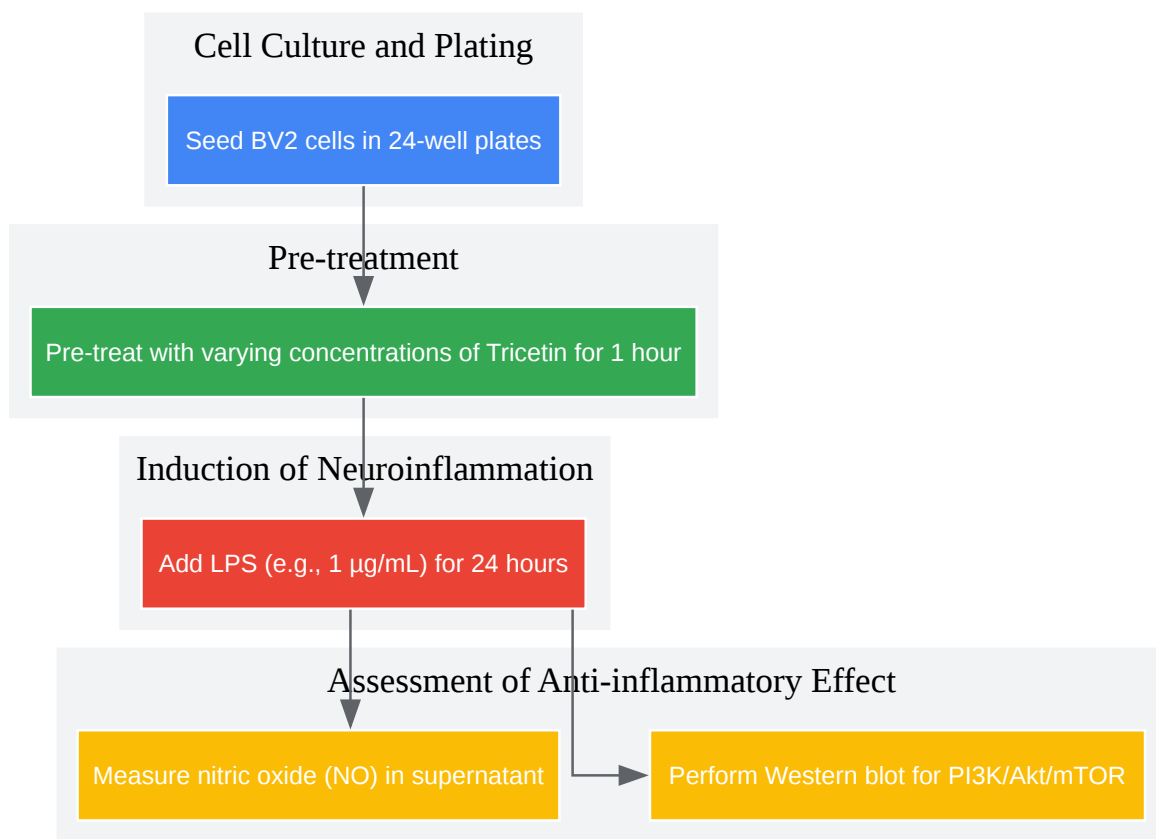 Cell Culture and Plating
Seed BV2 cells in 24-well plates
Pre-treatment
Pre-treat with varying concentrations of Tricetin for 1 hour
Induction of Neuroinflammation
Add LPS (e.g., 1 µg/mL) for 24 hours
Assessment of Anti-inflammatory Effect
Measure nitric oxide (NO) in supernatant
Perform Western blot for PI3K/Akt/mTOR